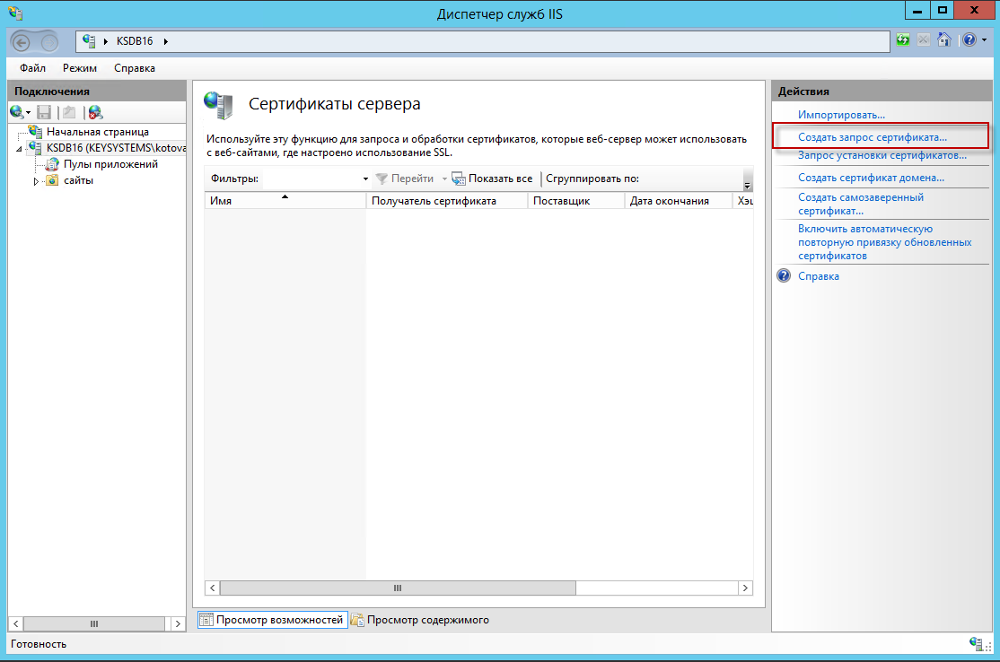 Диспетчер служб IIS
KSDB16
Файл Режим Справка
Подключения
Начальная страница
KSDB16 (KEYSYSTEMS\kotova
Пулы приложений
сайты
Сертификаты сервера
Используйте эту функцию для запроса и обработки сертификатов, которые веб-сервер может использовать
с веб-сайтами, где настроено использование SSL.
Фильтры: Перейти Показать все Сгруппировать по:
Имя Получатель сертификата Поставщик Дата окончания Хэш
Просмотр возможностей Просмотр содержимого
Действия
Импортировать...
Создать запрос сертификата...
Запрос установки сертификатов...
Создать сертификат домена...
Создать самозаверенный
сертификат...
Включить автоматическую
повторную привязку обновленных
сертификатов
Справка
Готовность